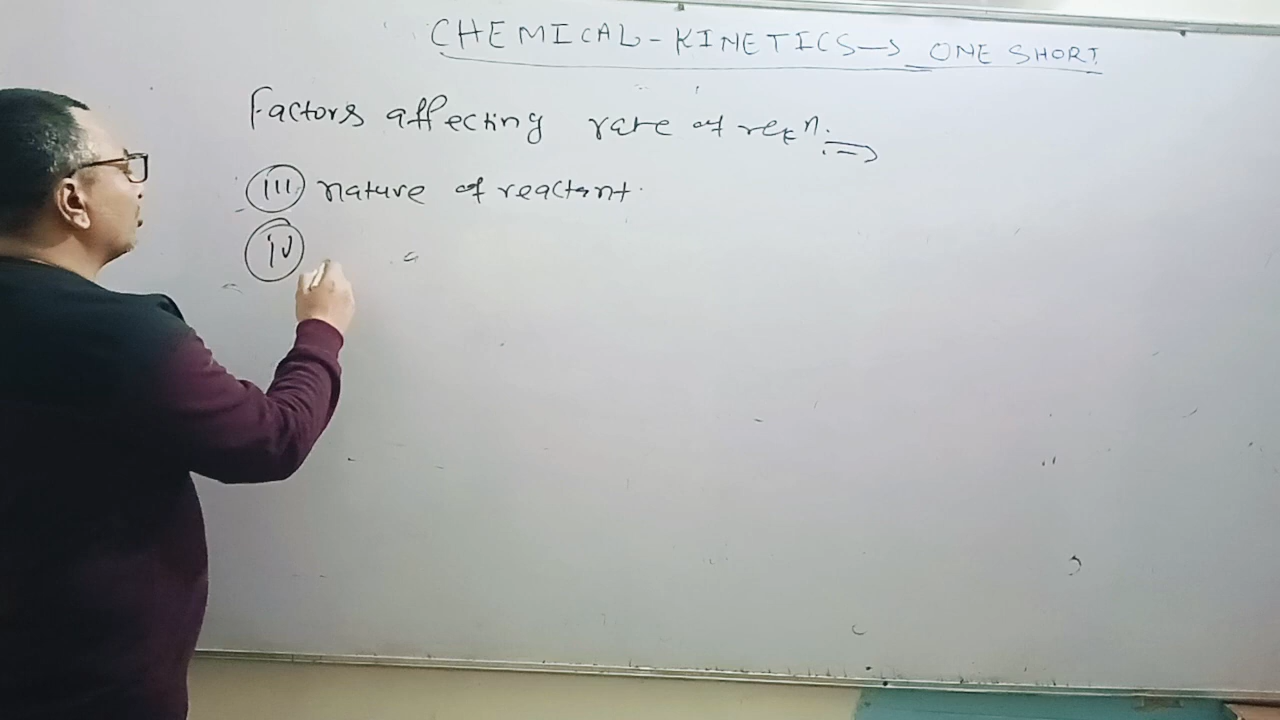 CHEMICAL-KINETICS→ ONE SHORT
Factors affecting rate of rexn. :⇒
(iii) nature of reactant.
(iv)